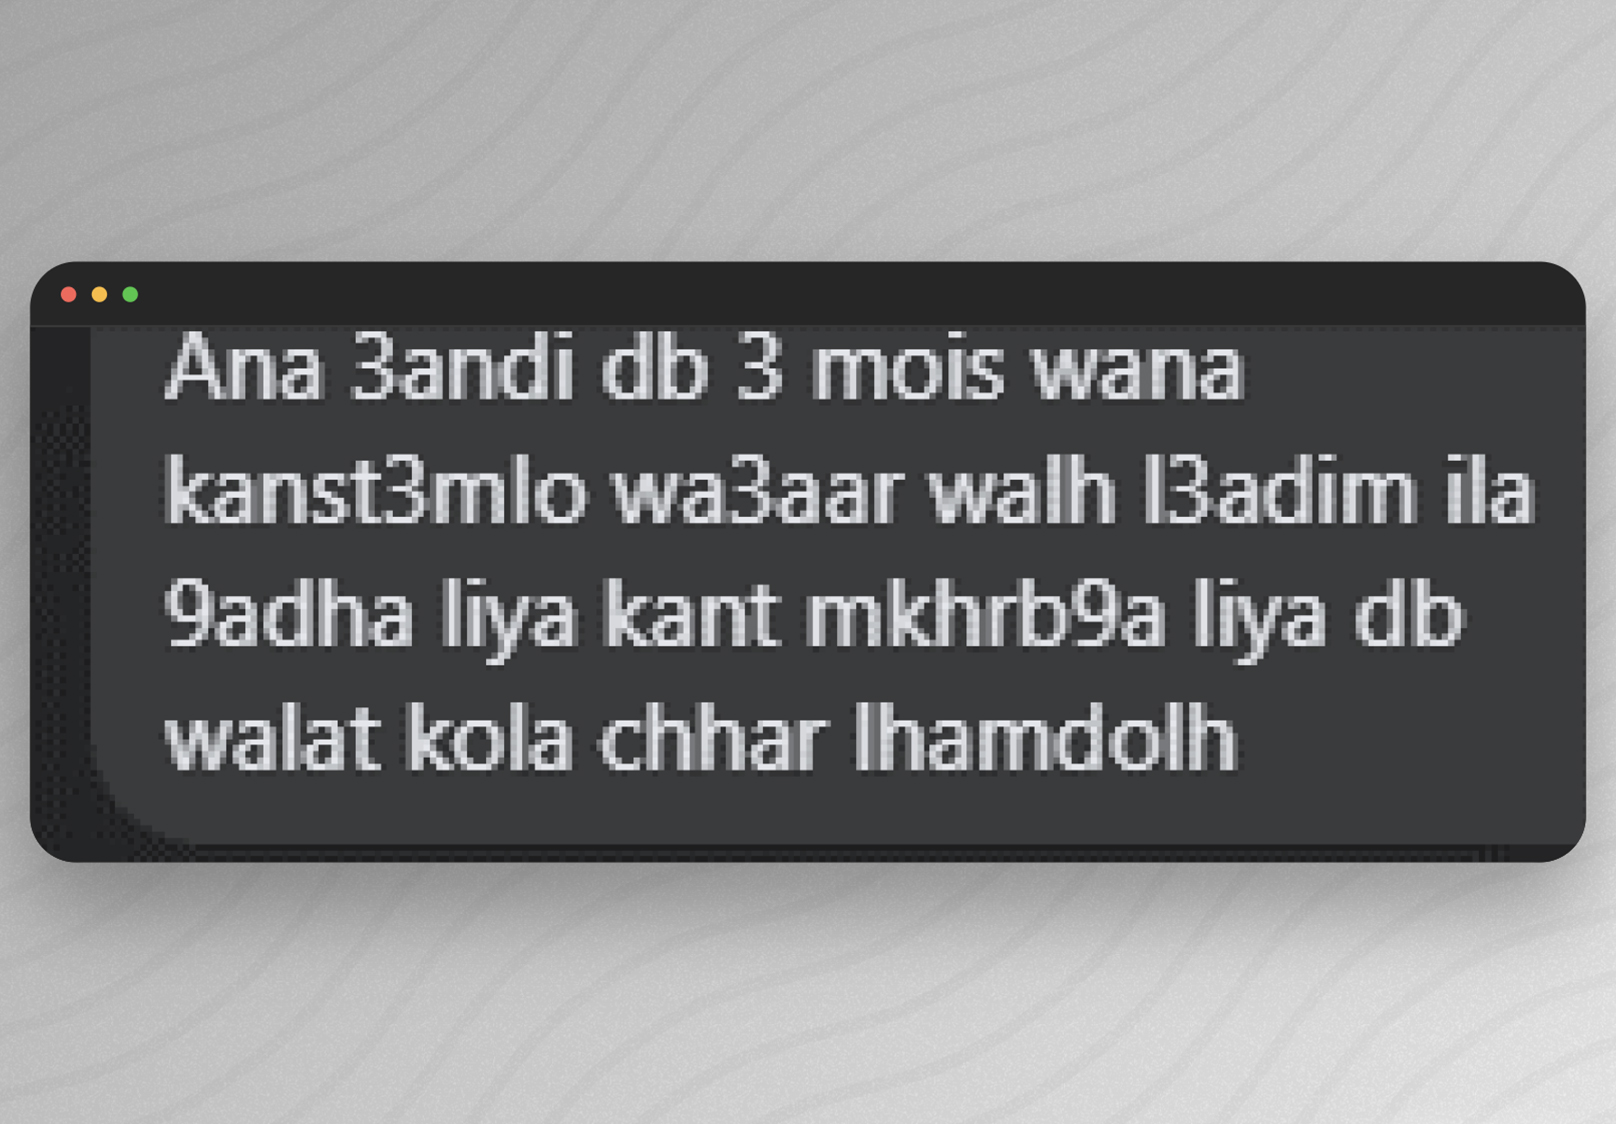 Ana 3andi db 3 mois wana
kanst3mlo wa3aar walh l3adim ila
9adha liya kant mkhrb9a liya db
walat kola chhar lhamdolh